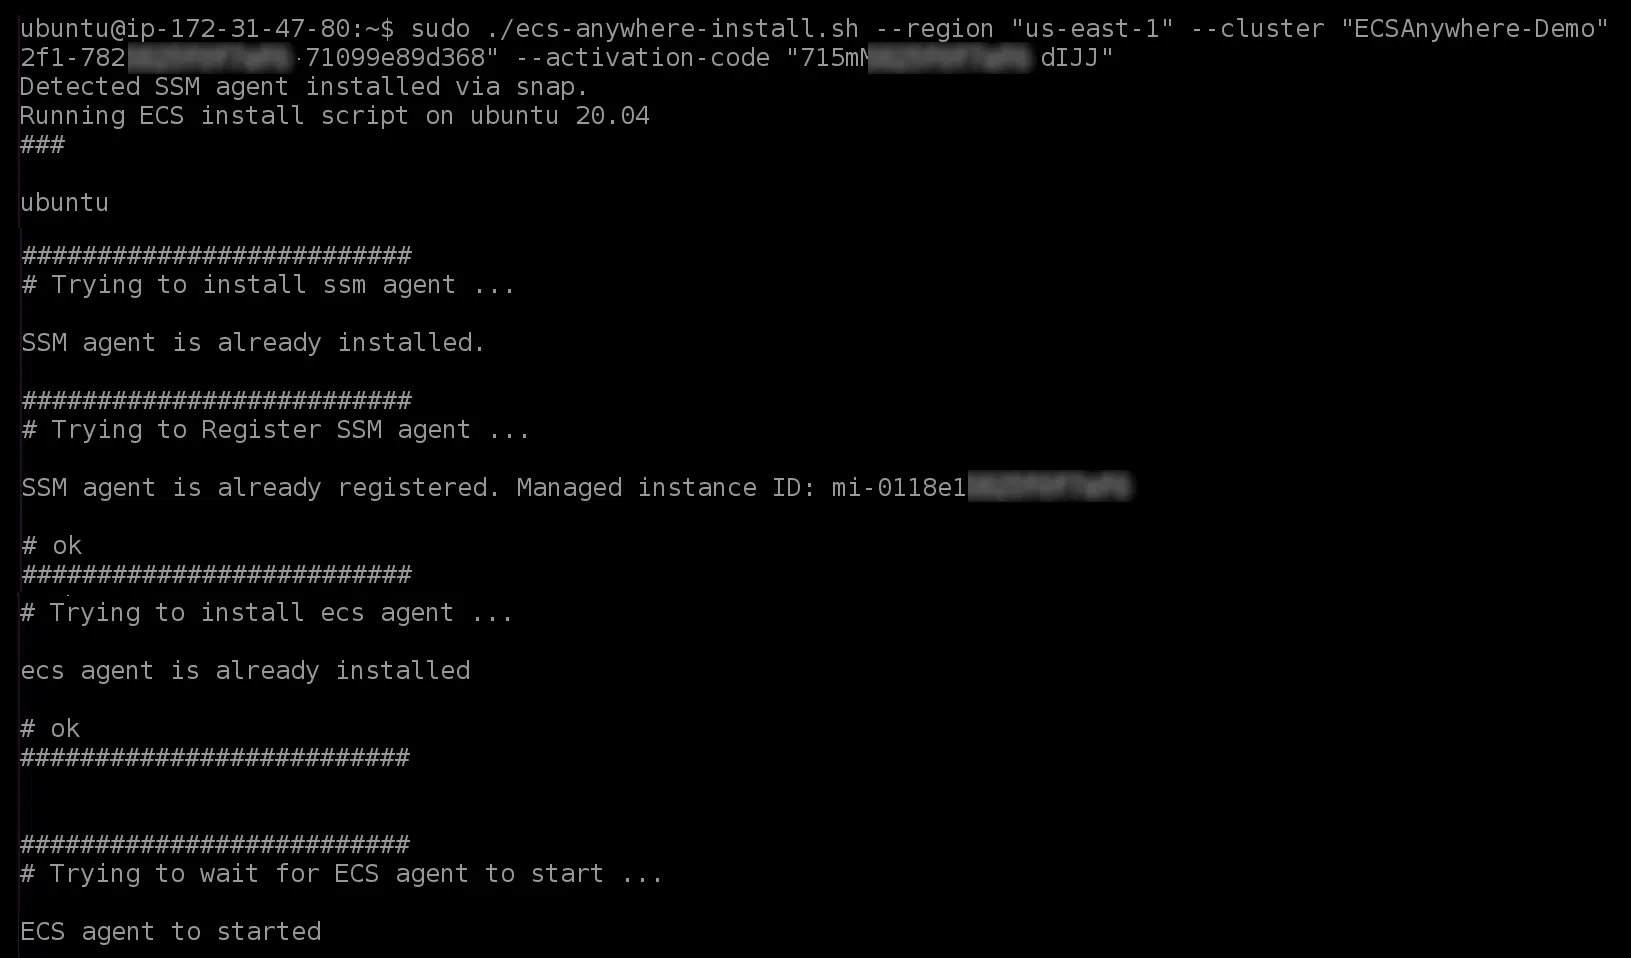 ubuntu@ip-172-31-47-80:~$ sudo ./ecs-anywhere-install.sh --region "us-east-1" --cluster "ECSAnywhere-Demo"
2f1-782 -71099e89d368" --activation-code "715mM dIJJ"
Detected SSM agent installed via snap.
Running ECS install script on ubuntu 20.04
###
ubuntu
##########################
# Trying to install ssm agent ...
SSM agent is already installed.
##########################
# Trying to Register SSM agent ...
SSM agent is already registered. Managed instance ID: mi-0118e1
# ok
##########################
# Trying to install ecs agent ...
ecs agent is already installed
# ok
##########################
##########################
# Trying to wait for ECS agent to start ...
ECS agent to started